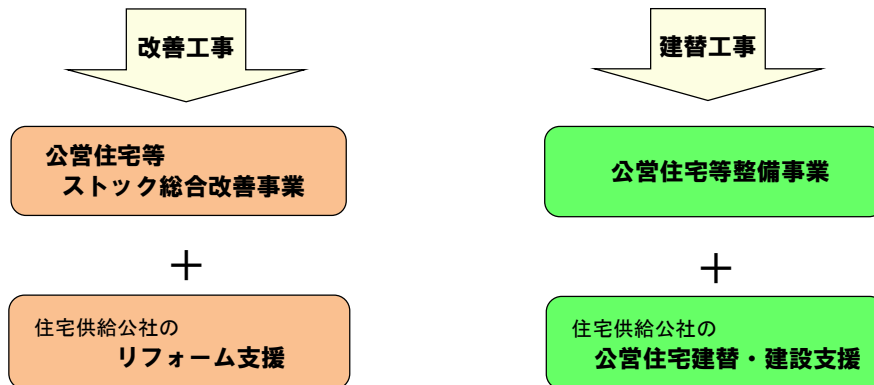 改善工事
建替工事
公営住宅等
ストック総合改善事業
公営住宅等整備事業
＋
＋
住宅供給公社の
リフォーム支援
住宅供給公社の
公営住宅建替・建設支援